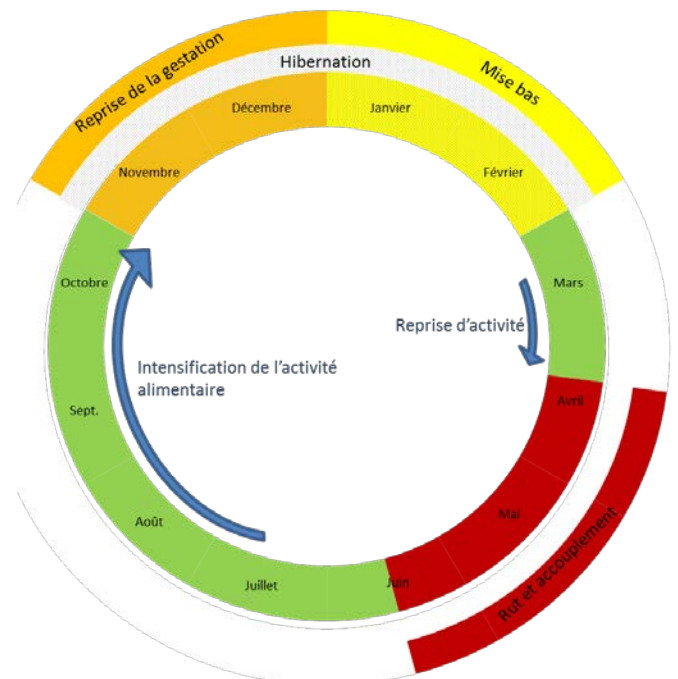 Reprise de la gestation
Hibernation
Mise bas
Décembre
Janvier
Novembre
Février
Octobre
Mars
Reprise d’activité
Intensification de l’activité
alimentaire
Avril
Sept.
Mai
Août
Rut et accouplement
Juillet
Juin